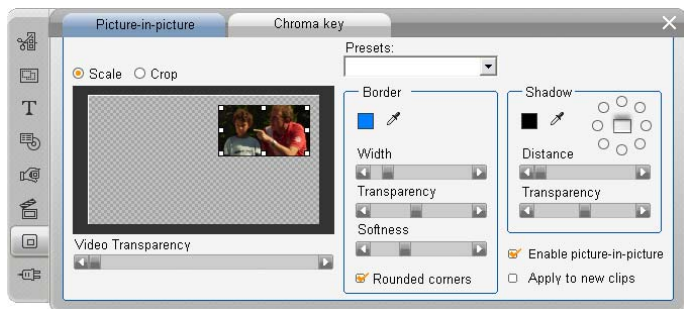 Picture-in-picture
Chroma key
Scale
Crop
Video Transparency
Presets:
Border
Width
Transparency
Softness
Rounded corners
Shadow
Distance
Transparency
Enable picture-in-picture
Apply to new clips
T